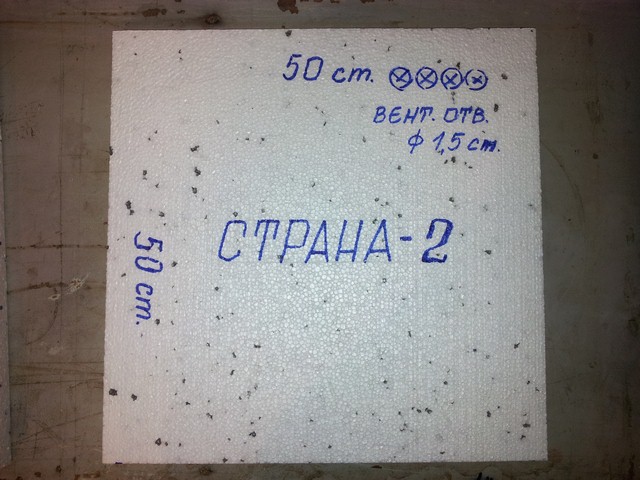 50 cm.
ВЕНТ. ОТВ.
ф 1,5 cm.
СТРАНА-2
50 cm.